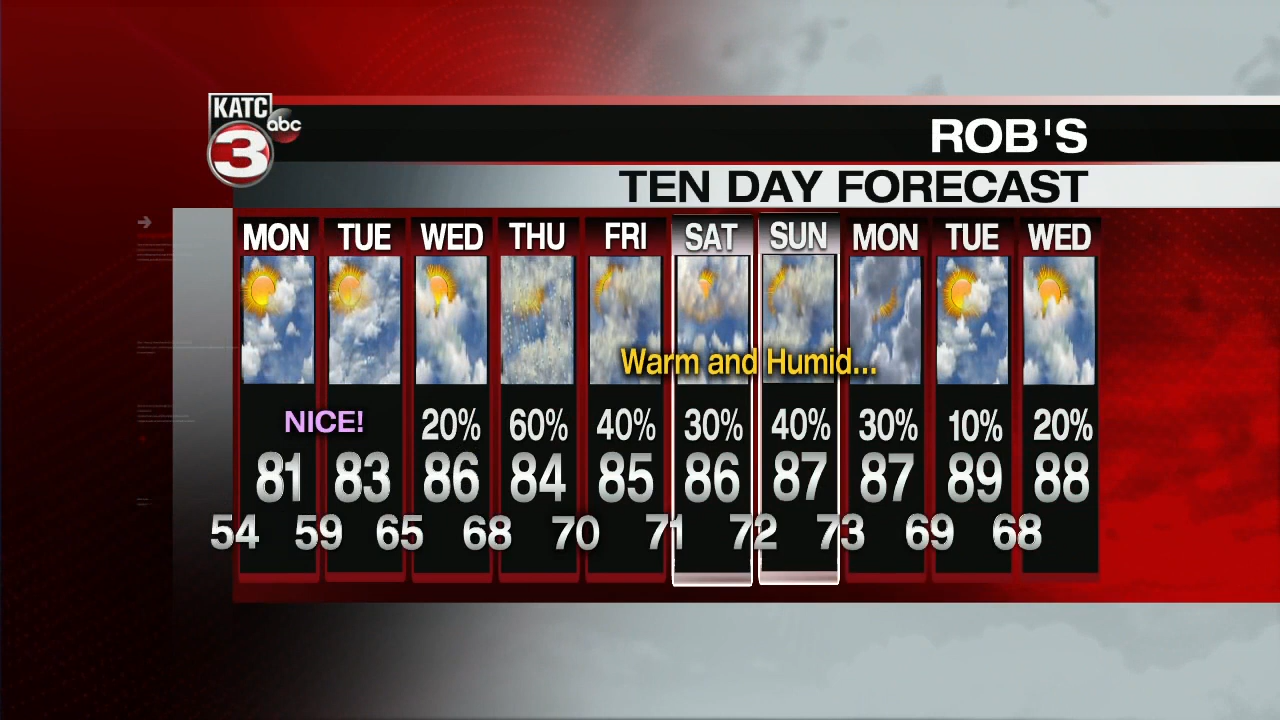 KATC
abc
3
ROB'S
TEN DAY FORECAST
MON TUE WED THU FRI SAT SUN MON TUE WED
Warm and Humid...
NICE! 20% 60% 40% 30% 40% 30% 10% 20%
81 83 86 84 85 86 87 87 89 88
54 59 65 68 70 71 72 73 69 68